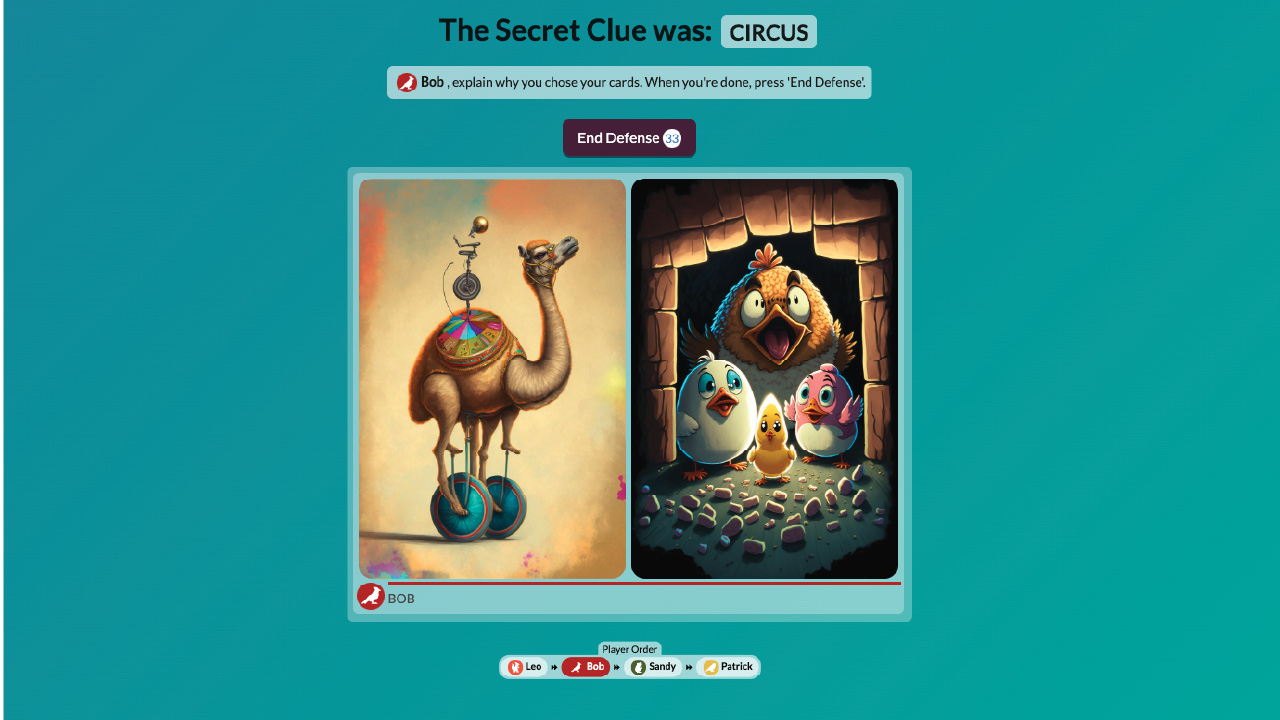 The Secret Clue was: CIRCUS
Bob , explain why you chose your cards. When you're done, press 'End Defense'.
End Defense 33
BOB
Player Order
Leo » Bob » Sandy » Patrick